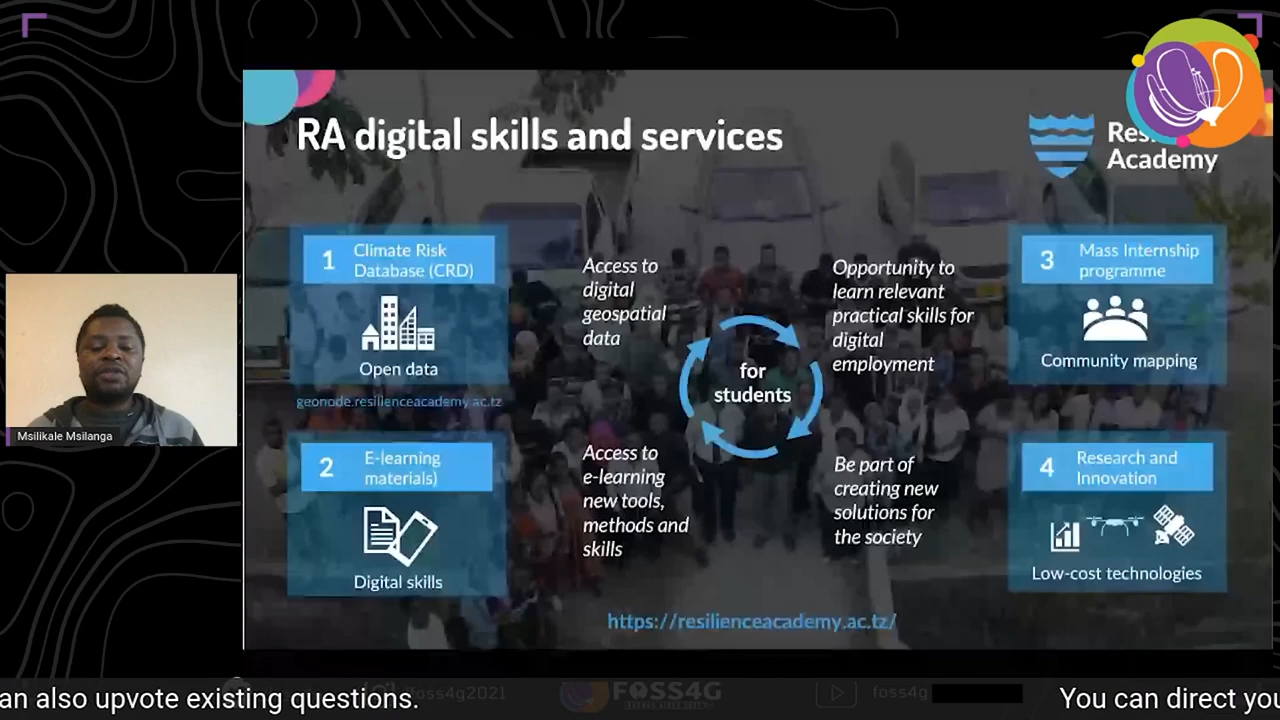 RA digital skills and services
Res
Academy
1 Climate Risk
Database (CRD)
Open data
geonode.resilienceacademy.ac.tz
2 E-learning
materials)
Digital skills
Access to
digital
geospatial
data
Opportunity to
learn relevant
practical skills for
digital
employment
for
students
Access to
e-learning
new tools,
methods and
skills
Be part of
creating new
solutions for
the society
3 Mass Internship
programme
Community mapping
4 Research and
Innovation
Low-cost technologies
https://resilienceacademy.ac.tz/
Msilikale Msilanga
an also upvote existing questions.
/foss4g2021
FOSS4G
foss4g
You can direct you